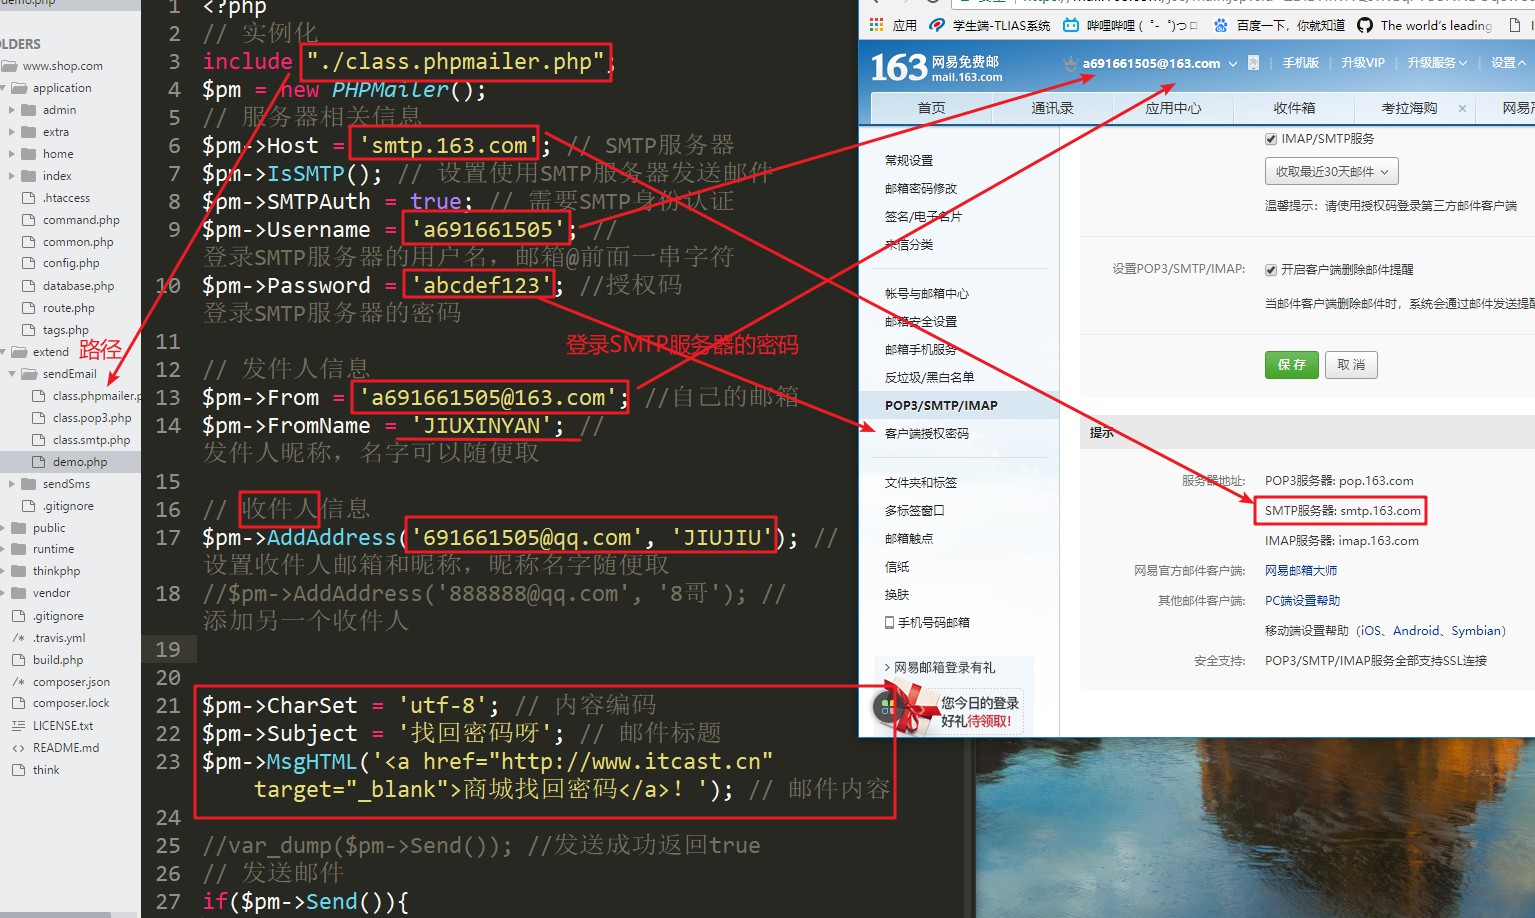 demo.php
OLDERS
www.shop.com
application
admin
extra
home
index
.htaccess
command.php
common.php
config.php
database.php
route.php
tags.php
extend
路径
sendEmail
class.phpmailer.p
class.pop3.php
class.smtp.php
demo.php
sendSms
.gitignore
public
runtime
thinkphp
vendor
.gitignore
.travis.yml
build.php
composer.json
composer.lock
LICENSE.txt
README.md
think
1 <?php
2 // 实例化
3 include "./class.phpmailer.php";
4 $pm = new PHPMailer();
5 // 服务器相关信息
6 $pm->Host = 'smtp.163.com'; // SMTP服务器
7 $pm->IsSMTP(); // 设置使用SMTP服务器发送邮件
8 $pm->SMTPAuth = true; // 需要SMTP身份认证
9 $pm->Username = 'a691661505'; //
登录SMTP服务器的用户名，邮箱@前面一串字符
10 $pm->Password = 'abcdef123'; //授权码
登录SMTP服务器的密码
登录SMTP服务器的密码
11
12 // 发件人信息
13 $pm->From = 'a691661505@163.com'; //自己的邮箱
14 $pm->FromName = 'JIUXINYAN'; //
发件人昵称，名字可以随便取
15
16 // 收件人信息
17 $pm->AddAddress('691661505@qq.com', 'JIUJIU'); //
设置收件人邮箱和昵称，昵称名字随便取
18 //$pm->AddAddress('888888@qq.com', '8哥'); //
添加另一个收件人
19
20
21 $pm->CharSet = 'utf-8'; // 内容编码
22 $pm->Subject = '找回密码呀'; // 邮件标题
23 $pm->MsgHTML('<a href="http://www.itcast.cn"
target="_blank">商城找回密码</a>! '); // 邮件内容
24
25 //var_dump($pm->Send()); //发送成功返回true
26 // 发送邮件
27 if($pm->Send()){
应用 学生端-TLIAS系统 哔哩哔哩 ( ゜- ゜)つロ 百度一下，你就知道 The world's leading
163 网易免费邮
mail.163.com
a691661505@163.com 手机版 升级VIP 升级服务 设置
首页 通讯录 应用中心 收件箱 考拉海购 × 网易
常规设置
邮箱密码修改
签名/电子名片
来信分类
帐号与邮箱中心
邮箱安全设置
邮箱手机服务
反垃圾/黑白名单
POP3/SMTP/IMAP
客户端授权密码
文件夹和标签
多标签窗口
邮箱触点
信纸
换肤
手机号码邮箱
> 网易邮箱登录有礼
您今日的登录
好礼待领取!
IMAP/SMTP服务
收取最近30天邮件
温馨提示：请使用授权码登录第三方邮件客户端
设置POP3/SMTP/IMAP: 开启客户端删除邮件提醒
当邮件客户端删除邮件时，系统会通过邮件发送提醒
保 存 取 消
提示
服务器地址: POP3服务器: pop.163.com
SMTP服务器: smtp.163.com
IMAP服务器: imap.163.com
网易官方邮件客户端: 网易邮箱大师
其他邮件客户端: PC端设置帮助
移动端设置帮助（iOS、Android、Symbian）
安全支持: POP3/SMTP/IMAP服务全部支持SSL连接